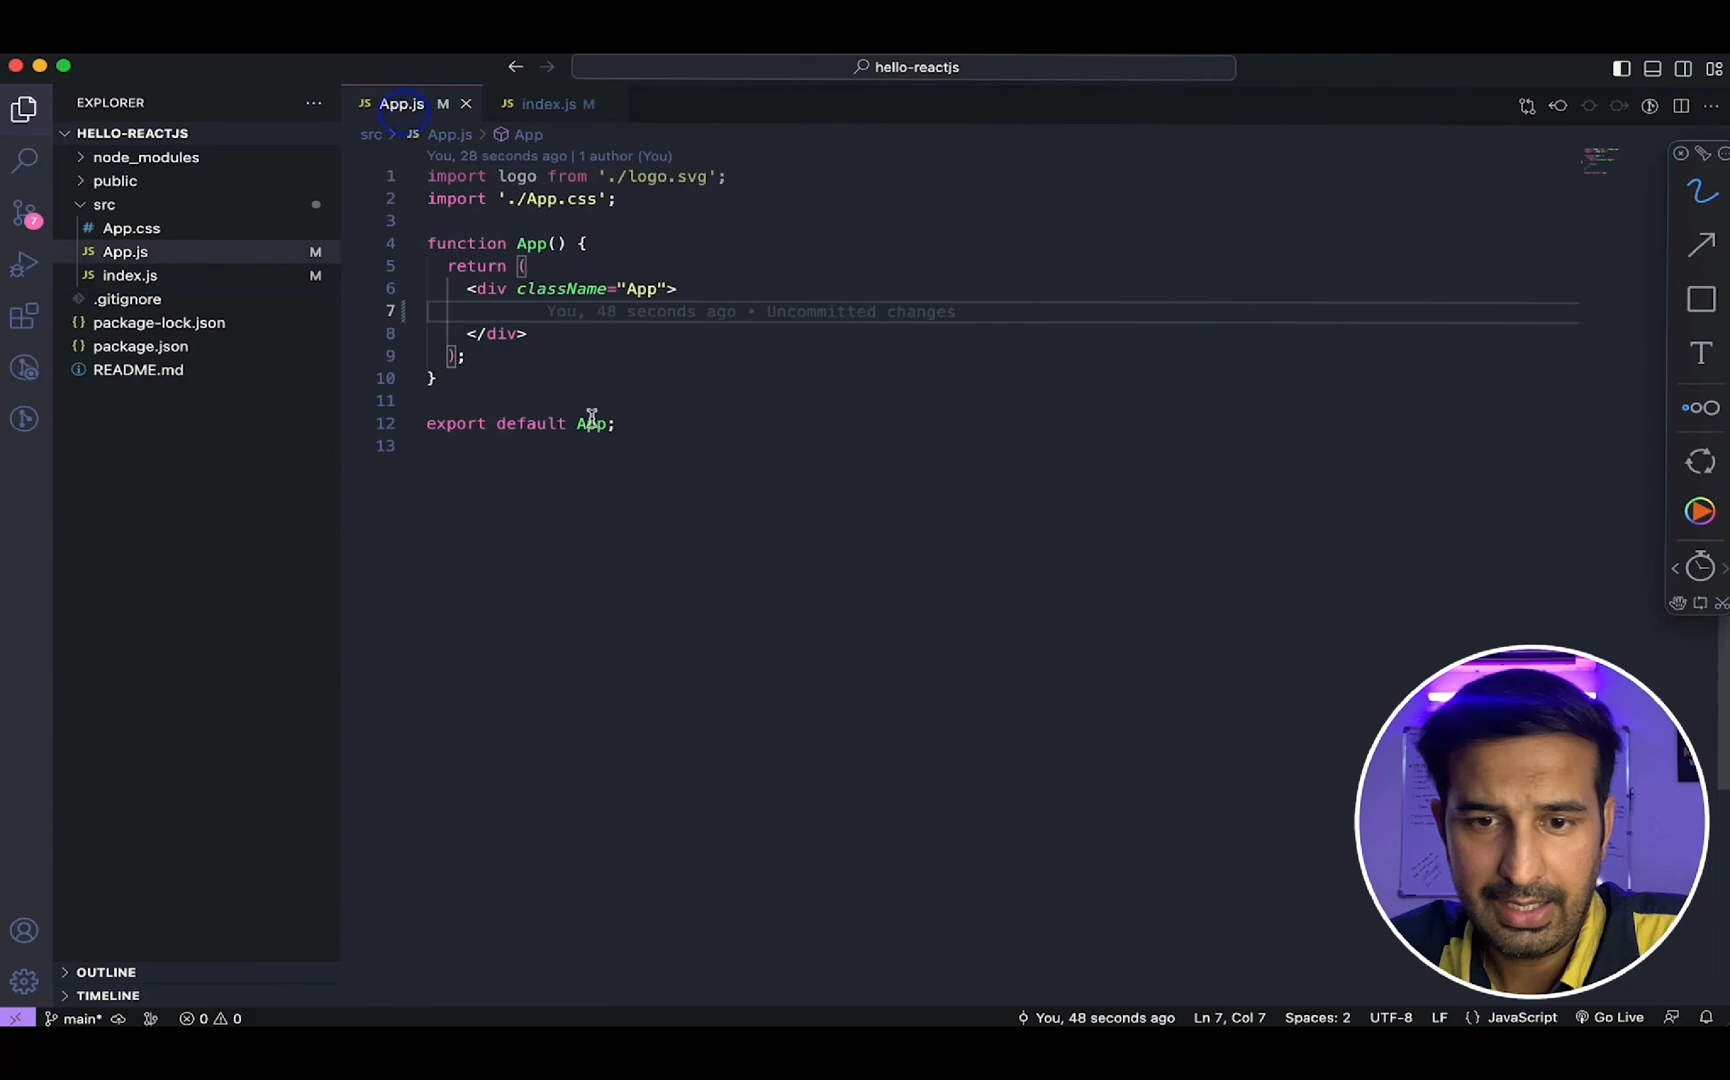 hello-reactjs
EXPLORER
JS App.js M
JS index.js M
HELLO-REACTJS
src > JS App.js > App
node_modules
You, 28 seconds ago | 1 author (You)
public
1 import logo from './logo.svg';
src
2 import './App.css';
# App.css
3
JS App.js M
4 function App() {
JS index.js M
5 return (
.gitignore
6 <div className="App">
{} package-lock.json
7 You, 48 seconds ago • Uncommitted changes
{} package.json
8 </div>
README.md
9 );
10 }
11
12 export default App;
13
7
T
OUTLINE
TIMELINE
main* 0 0
You, 48 seconds ago Ln 7, Col 7 Spaces: 2 UTF-8 LF {} JavaScript Go Live